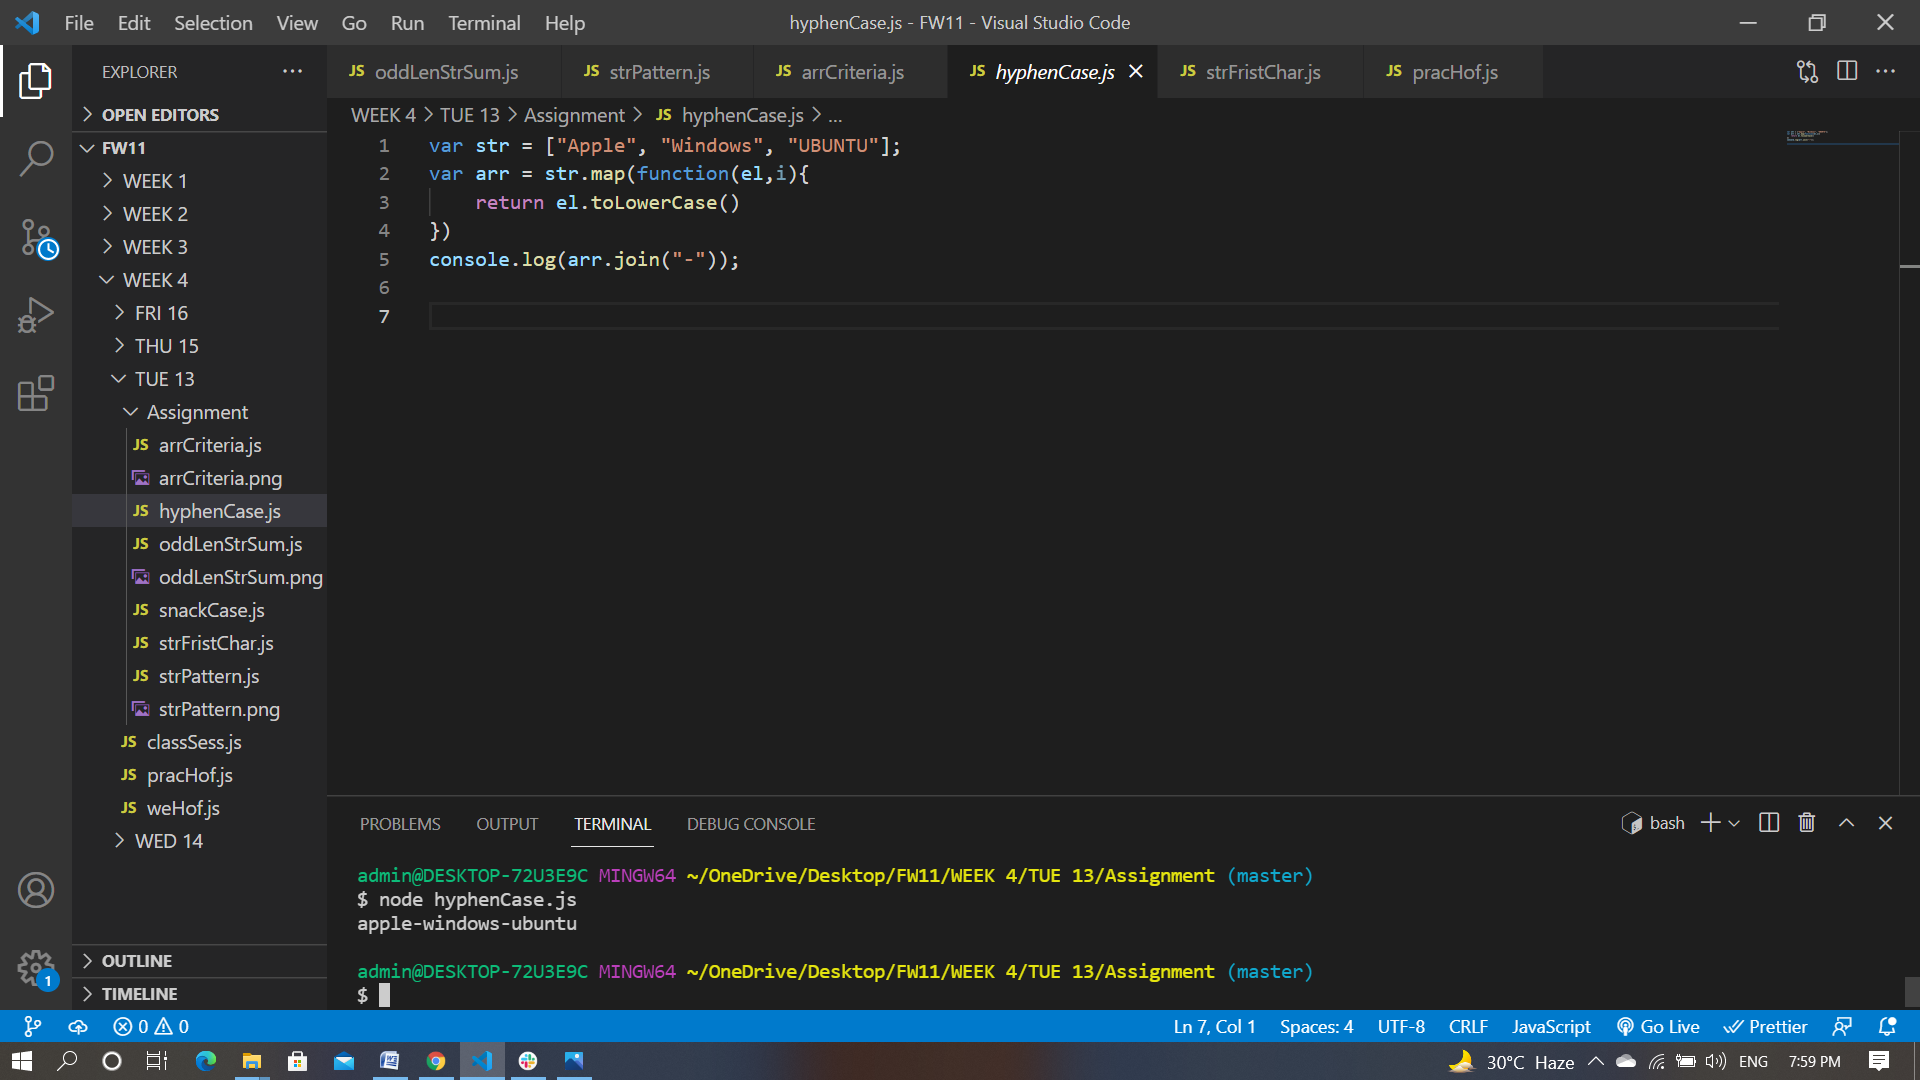 File Edit Selection View Go Run Terminal Help
hyphenCase.js - FW11 - Visual Studio Code
EXPLORER
OPEN EDITORS
FW11
WEEK 1
WEEK 2
WEEK 3
WEEK 4
FRI 16
THU 15
TUE 13
Assignment
JS arrCriteria.js
arrCriteria.png
JS hyphenCase.js
JS oddLenStrSum.js
oddLenStrSum.png
JS snackCase.js
JS strFristChar.js
JS strPattern.js
strPattern.png
JS classSess.js
JS pracHof.js
JS weHof.js
WED 14
OUTLINE
TIMELINE
JS oddLenStrSum.js JS strPattern.js JS arrCriteria.js JS hyphenCase.js JS strFristChar.js JS pracHof.js
WEEK 4 > TUE 13 > Assignment > JS hyphenCase.js > ...
1 var str = ["Apple", "Windows", "UBUNTU"];
2 var arr = str.map(function(el,i){
3 return el.toLowerCase()
4 })
5 console.log(arr.join("-"));
6
7
PROBLEMS OUTPUT TERMINAL DEBUG CONSOLE
bash
admin@DESKTOP-72U3E9C MINGW64 ~/OneDrive/Desktop/FW11/WEEK 4/TUE 13/Assignment (master)
$ node hyphenCase.js
apple-windows-ubuntu
admin@DESKTOP-72U3E9C MINGW64 ~/OneDrive/Desktop/FW11/WEEK 4/TUE 13/Assignment (master)
$
1
0 0 Ln 7, Col 1 Spaces: 4 UTF-8 CRLF JavaScript Go Live Prettier
30°C Haze ENG 7:59 PM